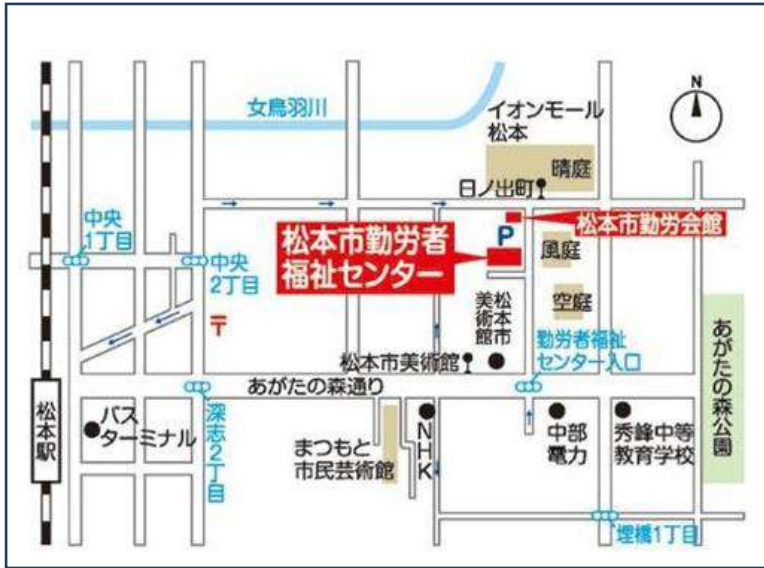 女鳥羽川
イオンモール
松本
N
晴庭
日ノ出町
中央
1丁目
松本市勤労者
福祉センター
P
松本市勤労会館
風庭
中央
2丁目
空庭
松本市
美術館
〒
勤労者福祉
センター入口
松本市美術館
あがたの森通り
あがたの森公園
松本駅
バス
ターミナル
深志2丁目
まつもと
市民芸術館
NHK
中部
電力
秀峰中等
教育学校
埋橋1丁目